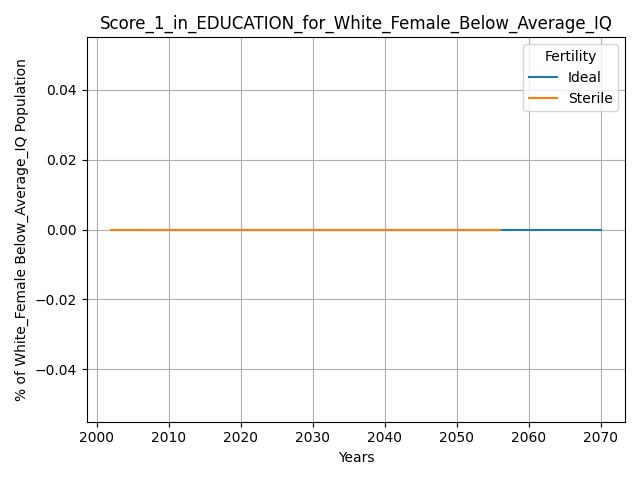 Score_1_in_EDUCATION_for_White_Female_Below_Average_IQ
% of White_Female Below_Average_IQ Population
0.04
0.02
0.00
−0.02
−0.04
Fertility
Ideal
Sterile
2000 2010 2020 2030 2040 2050 2060 2070
Years